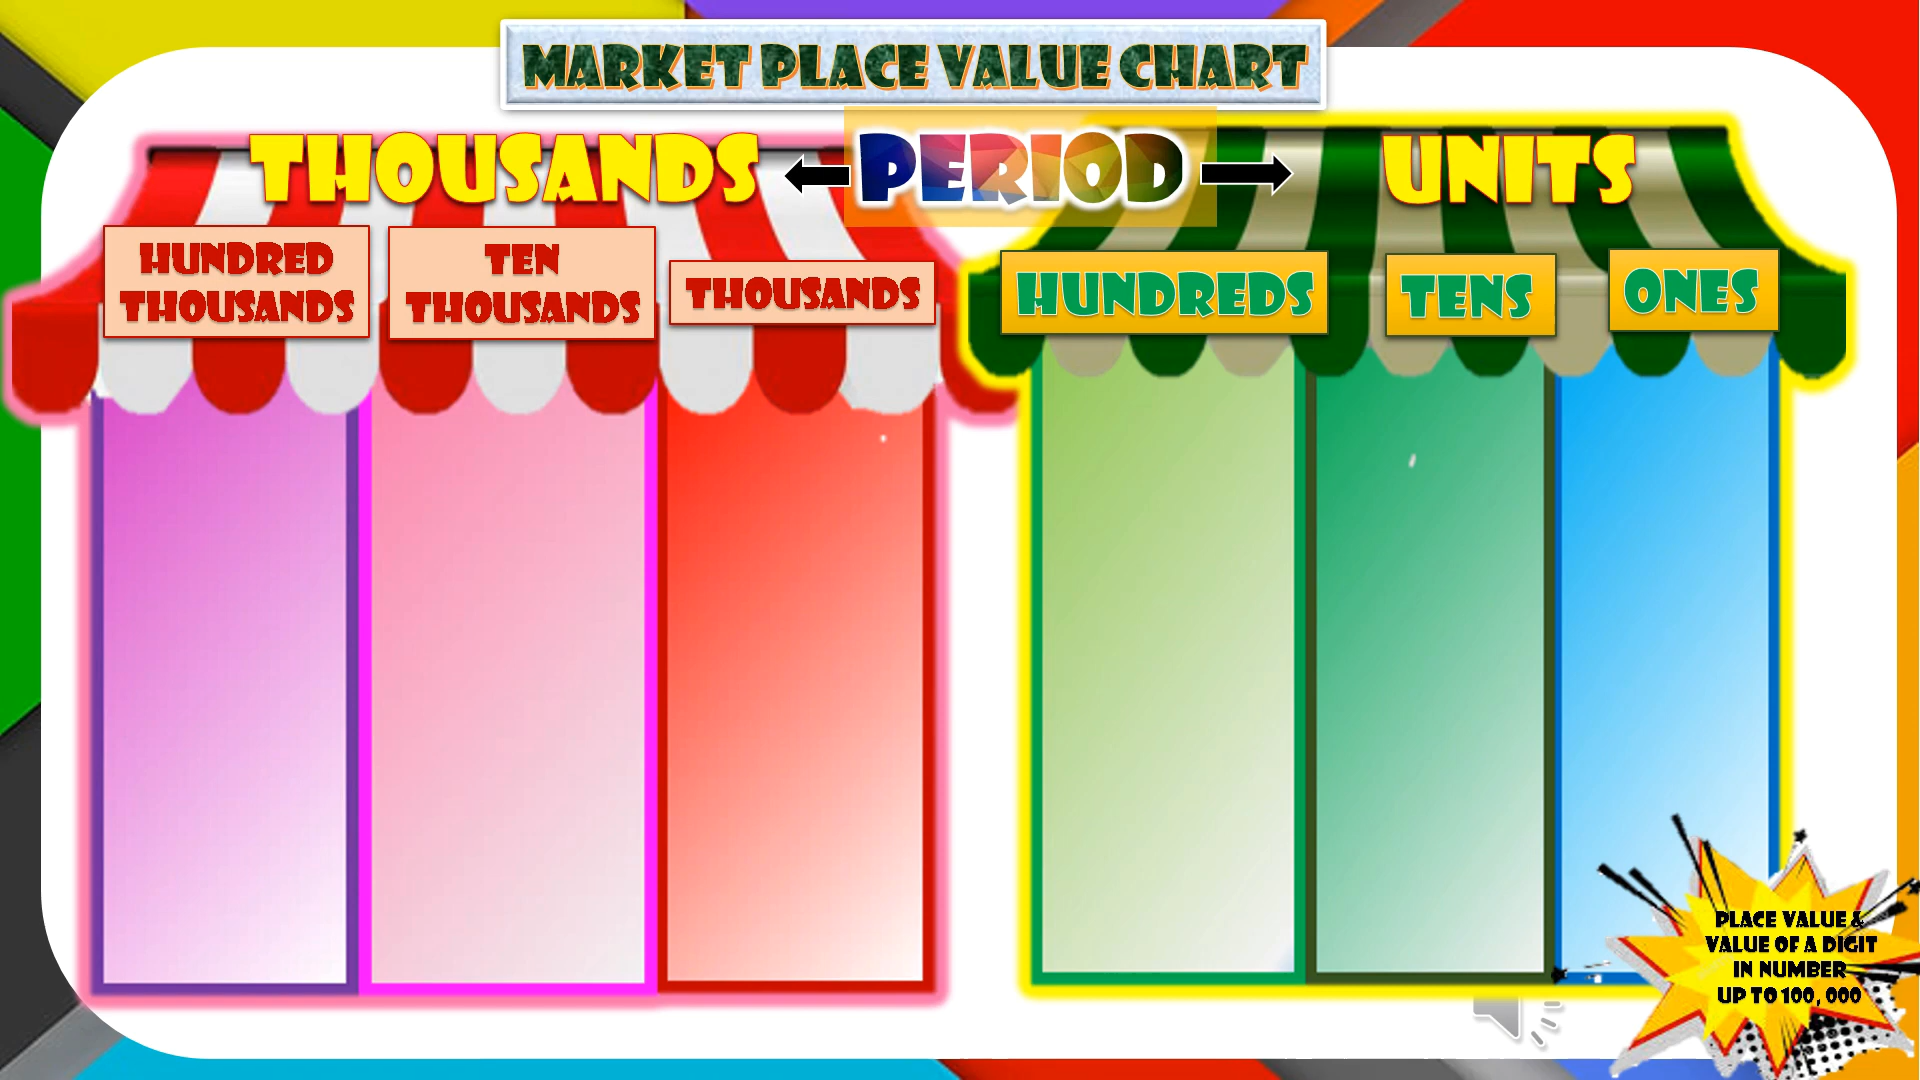 MARKET PLACE VALUE CHART
THOUSANDS PERIOD UNITS
HUNDRED
THOUSANDS
TEN
THOUSANDS
THOUSANDS
HUNDREDS
TENS
ONES
PLACE VALUE &
VALUE OF A DIGIT
IN NUMBER
UP TO 100, 000